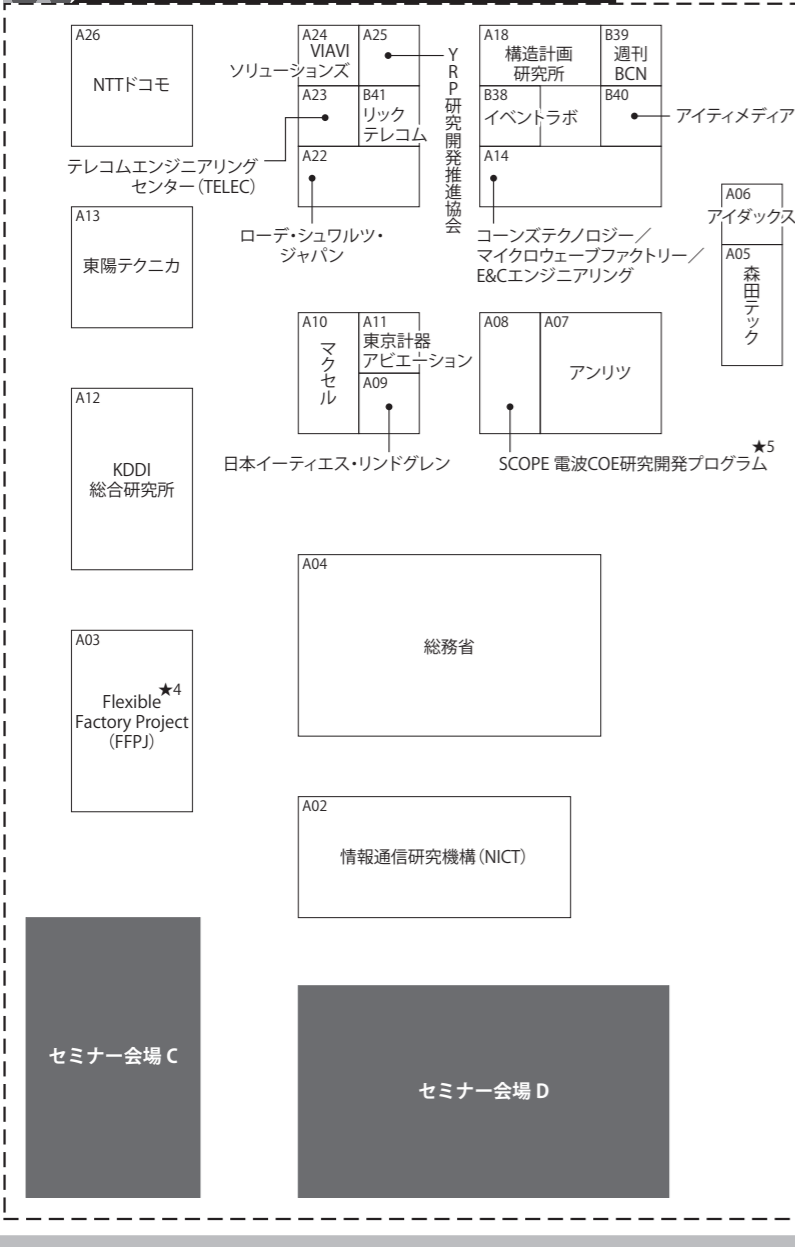 A26
NTTドコモ
A24
VIAVI
ソリューションズ
A25
YRP研究開発推進協会
A23
テレコムエンジニアリング
センター(TELEC)
B41
リック
テレコム
A22
ローデ・シュワルツ・
ジャパン
A18
構造計画
研究所
B39
週刊
BCN
B38
イベントラボ
B40
アイティメディア
A14
コーンズテクノロジー/
マイクロウェーブファクトリー/
E&Cエンジニアリング
A06
アイダックス
A05
森田テック
A13
東陽テクニカ
A10
マクセル
A11
東京計器
アビエーション
A09
日本イーティエス・リンドグレン
A08
SCOPE 電波COE研究開発プログラム★5
A07
アンリツ
A12
KDDI
総合研究所
A04
総務省
A03
Flexible★4
Factory Project
(FFPJ)
A02
情報通信研究機構(NICT)
セミナー会場 C
セミナー会場 D